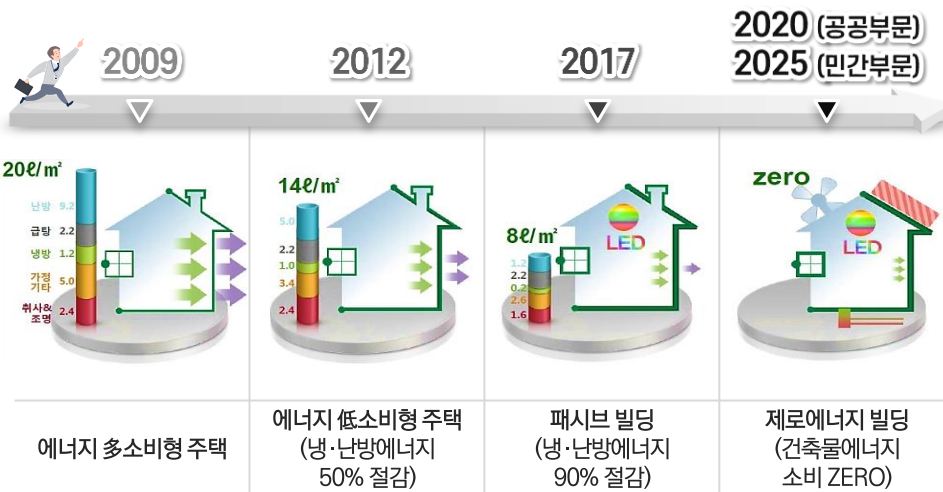 2009
2012
2017
2020 (공공부문)
2025 (민간부문)
20ℓ/㎡
난방 9.2
급탕 2.2
냉방 1.2
가정
기타 5.0
취사&
조명 2.4
에너지 多소비형 주택
14ℓ/㎡
5.0
2.2
1.0
3.4
2.4
에너지 低소비형 주택
(냉·난방에너지
50% 절감)
8ℓ/㎡
1.2
2.2
0.2
2.6
1.6
LED
패시브 빌딩
(냉·난방에너지
90% 절감)
zero
LED
제로에너지 빌딩
(건축물에너지
소비 ZERO)